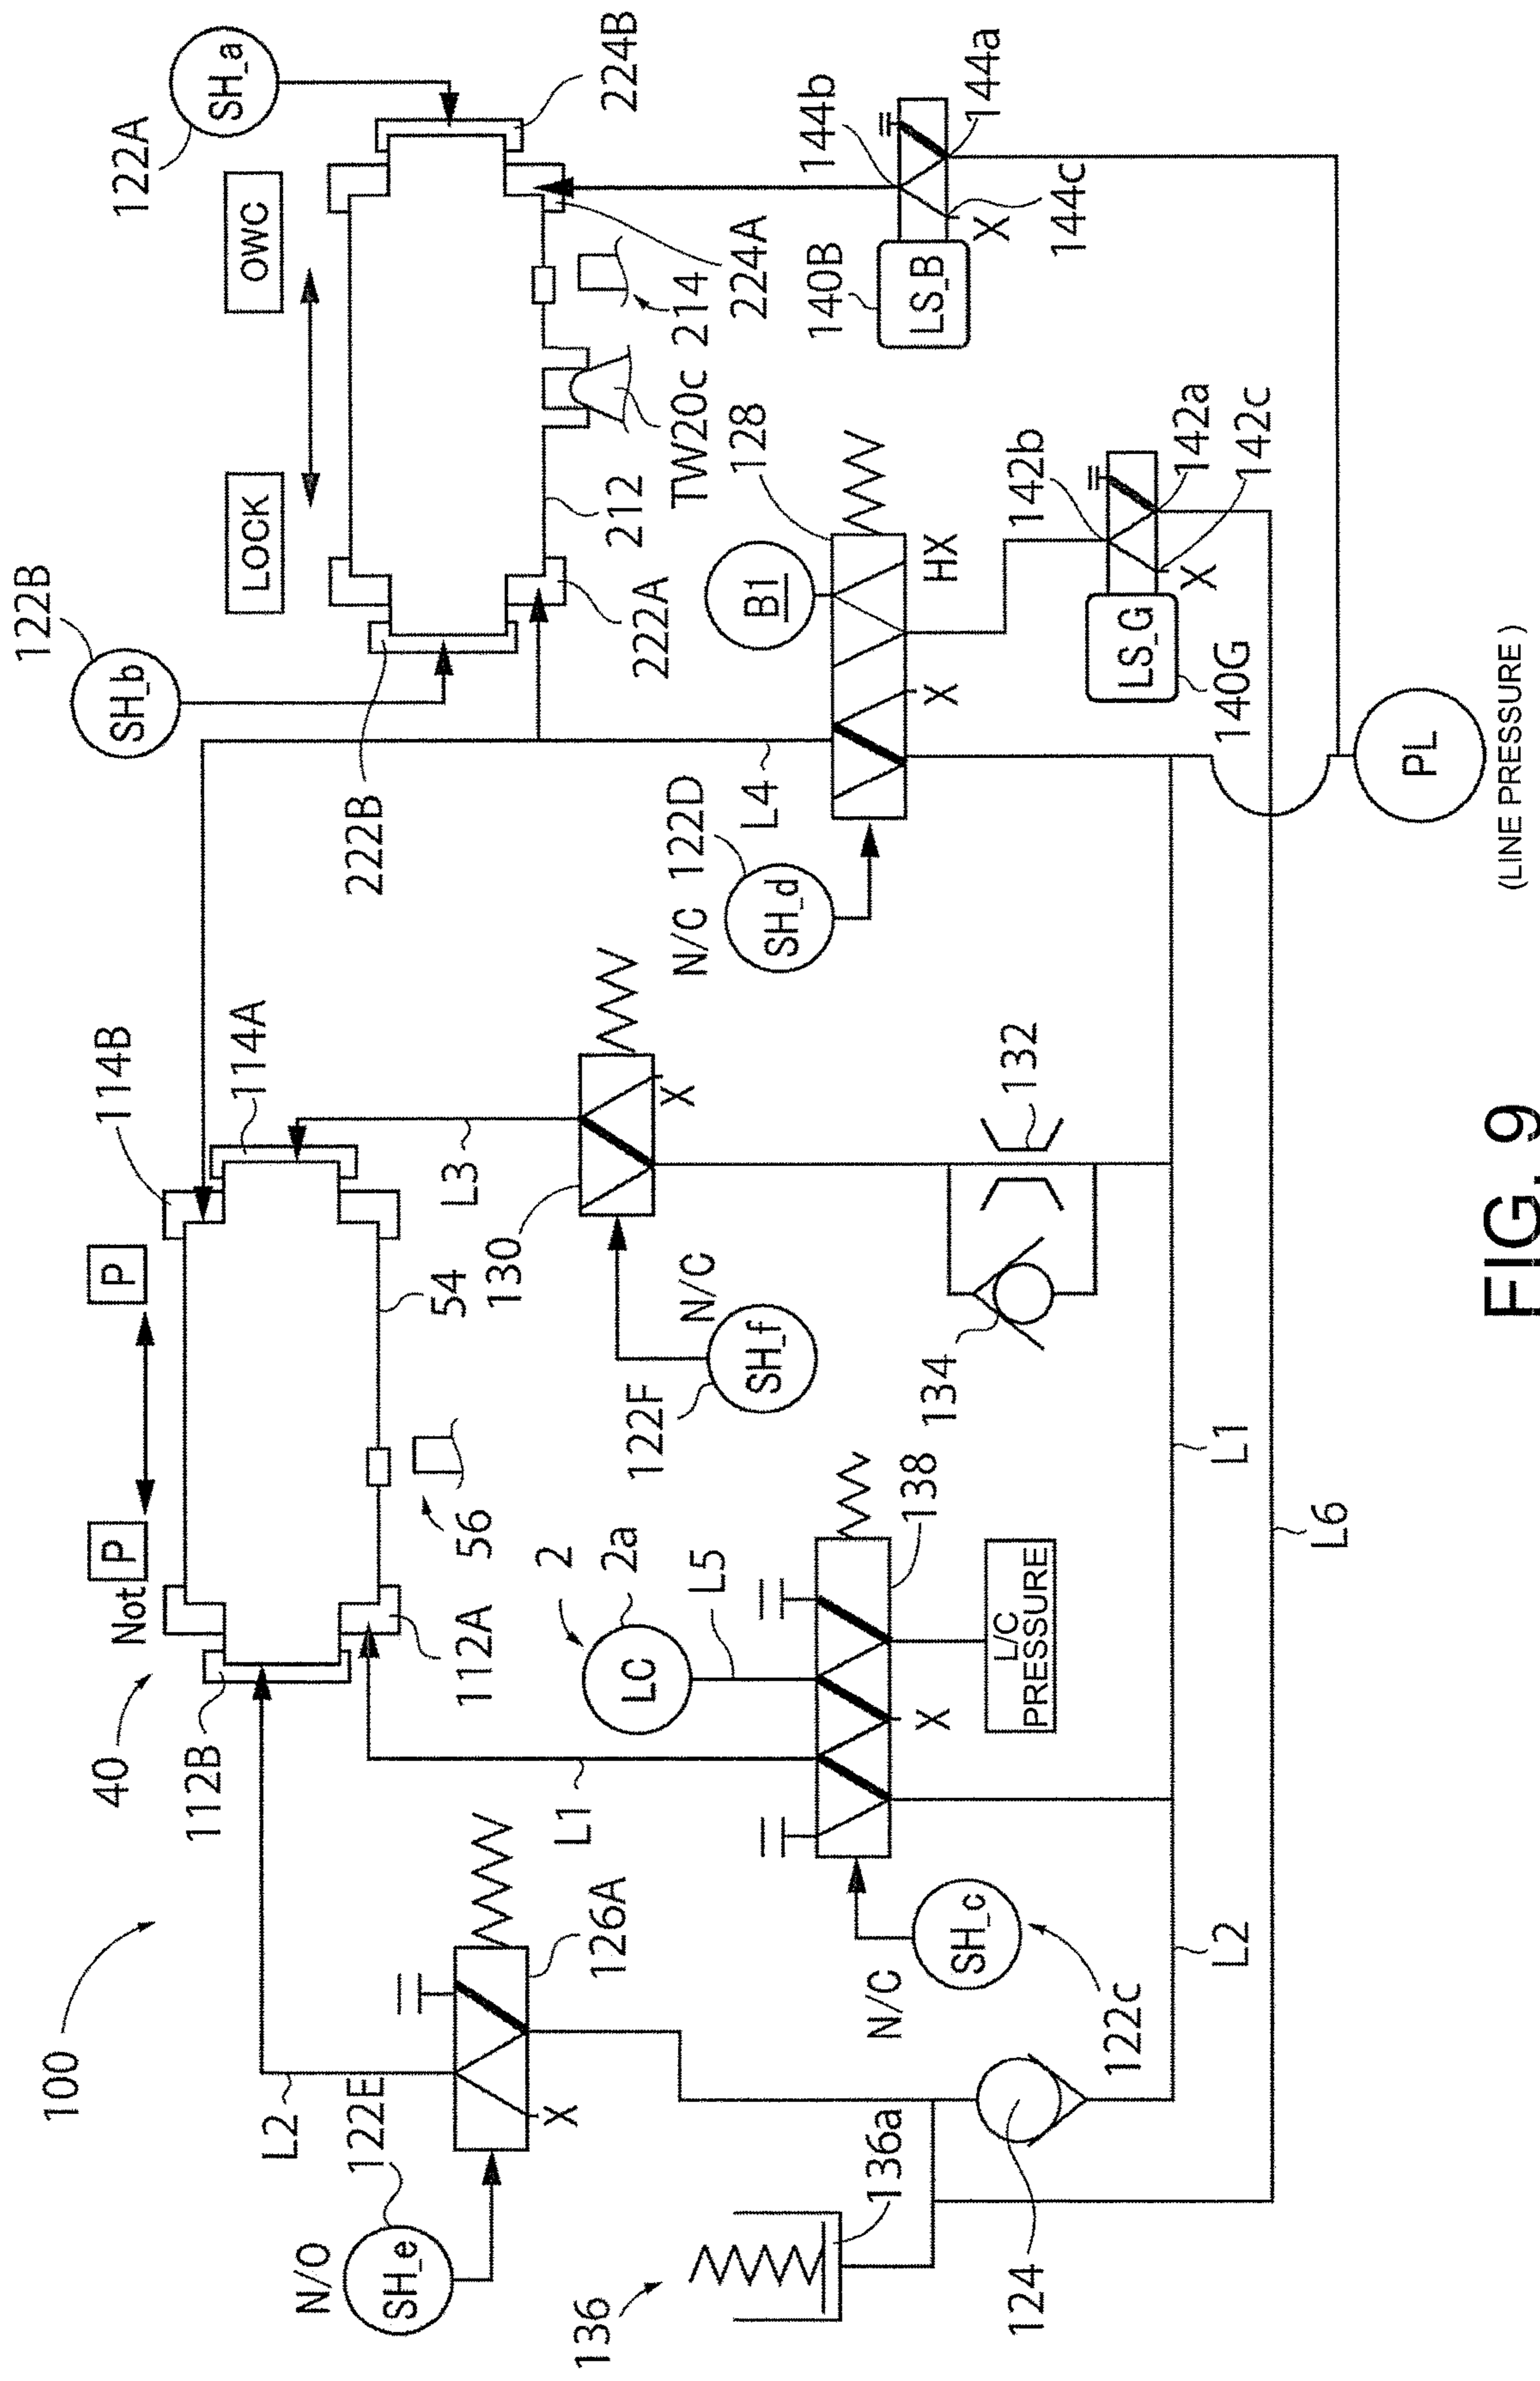 100
40
Not P
P
114B
114A
122B
SH_b
LOCK
OWC
122A
SH_a
112B
112A
54
56
L2
L3
222B
222A
212
TW20c
214
224A
224B
N/O
122E
SH_e
126A
X
L1
2
2a
LC
L5
138
122F
SH_f
N/C
130
X
N/C
122D
SH_d
L4
B1
128
HX
X
140B
LS_B
144b
144a
144c
X
142b
142a
142c
X
LS_G
140G
136
136a
124
N/C
SH_c
122c
X
L/C
PRESSURE
134
132
L2
L1
L6
PL
(LINE PRESSURE)
FIG. 9